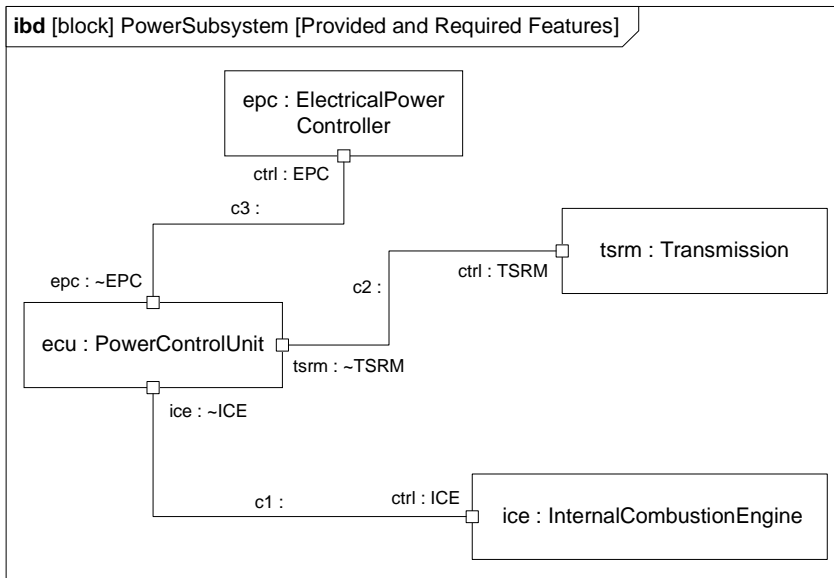 ibd [block] PowerSubsystem [Provided and Required Features]
epc : ElectricalPower
Controller
ctrl : EPC
c3 :
tsrm : Transmission
ctrl : TSRM
c2 :
epc : ~EPC
ecu : PowerControlUnit
tsrm : ~TSRM
ice : ~ICE
c1 :
ctrl : ICE
ice : InternalCombustionEngine